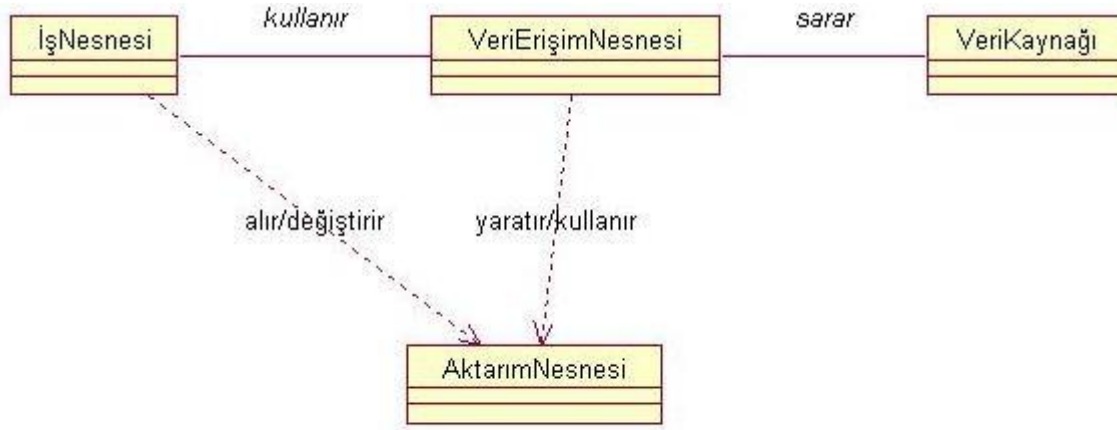 kullanır
sarar
İşNesnesi
VeriErişimNesnesi
VeriKaynağı
alır/değiştirir
yaratır/kullanır
AktarımNesnesi